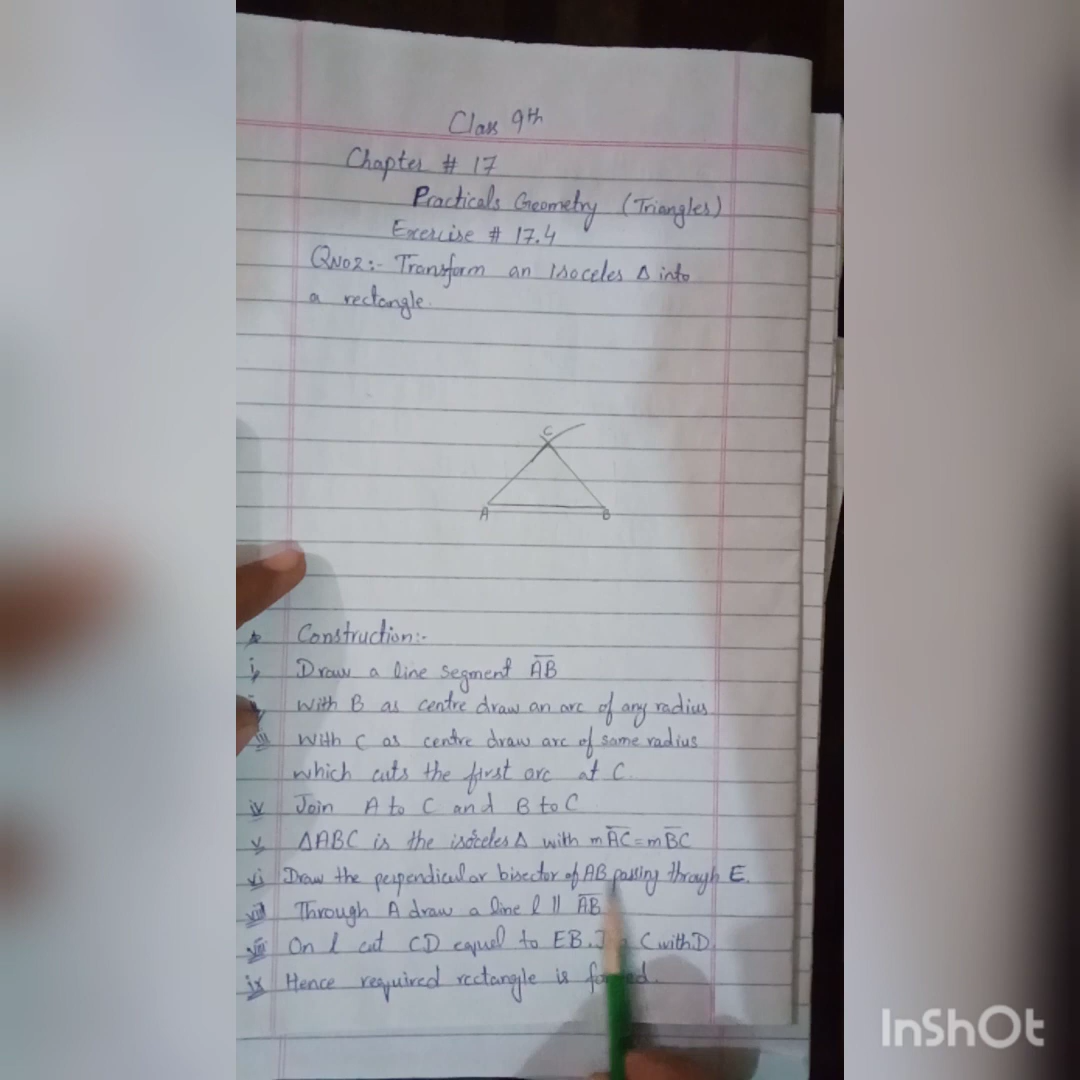 Class 9th
Chapter # 17
Practicals Geometry (Triangles)
Exercise # 17.4
QNo2:- Transform an Isoceles Δ into
a rectangle.
C
A B
Construction:-
i, Draw a line segment AB
With B as centre draw an arc of any radius
iii With C as centre draw arc of same radius
which cuts the first arc at C.
iv Join A to C and B to C
v ΔABC is the isoceles Δ with mAC=mBC
vi Draw the perpendicular bisector of AB passing through E.
vii Through A draw a line l || AB
viii On l cut CD equal to EB. C with D.
ix Hence required rectangle is formed.
InShOt